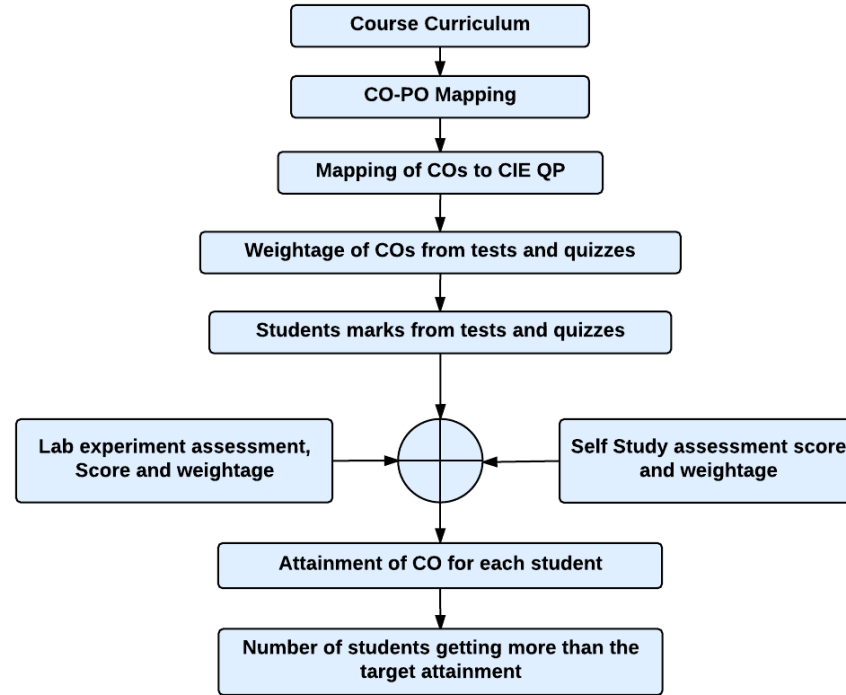 Course Curriculum
CO-PO Mapping
Mapping of COs to CIE QP
Weightage of COs from tests and quizzes
Students marks from tests and quizzes
Lab experiment assessment,
Score and weightage
Self Study assessment score
and weightage
Attainment of CO for each student
Number of students getting more than the
target attainment